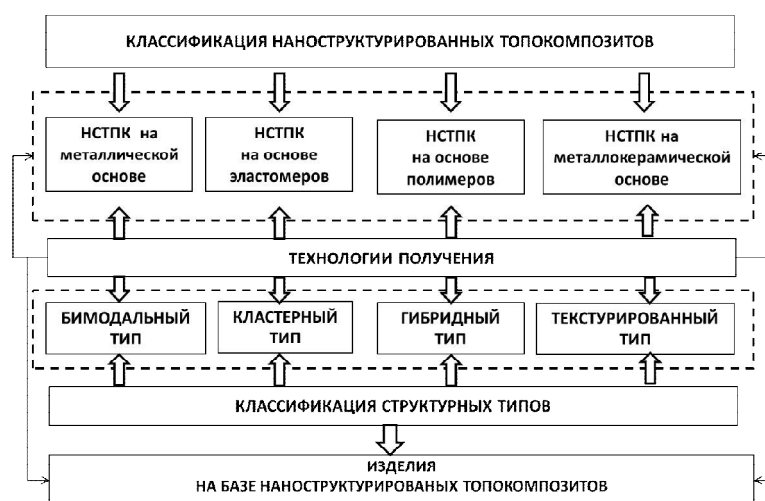 КЛАССИФИКАЦИЯ НАНОСТРУКТУРИРОВАННЫХ ТОПОКОМПОЗИТОВ
НСТПК на
металлической
основе
НСТПК
на основе
эластомеров
НСТПК
на основе
полимеров
НСТПК на
металлокерамической
основе
ТЕХНОЛОГИИ ПОЛУЧЕНИЯ
БИМОДАЛЬНЫЙ
ТИП
КЛАСТЕРНЫЙ
ТИП
ГИБРИДНЫЙ
ТИП
ТЕКСТУРИРОВАННЫЙ
ТИП
КЛАССИФИКАЦИЯ СТРУКТУРНЫХ ТИПОВ
ИЗДЕЛИЯ
НА БАЗЕ НАНОСТРУКТУРИРОВАНЫХ ТОПОКОМПОЗИТОВ